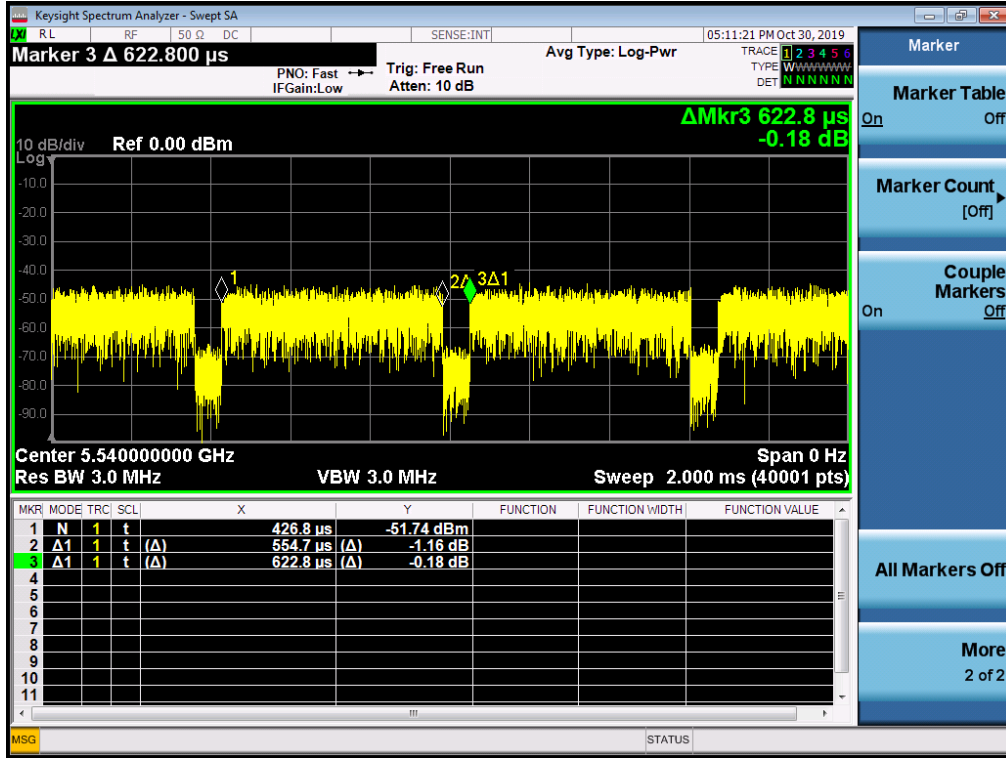 Keysight Spectrum Analyzer - Swept SA
LXI RL RF 50 Ω DC SENSE:INT 05:11:21 PM Oct 30, 2019
Marker 3 Δ 622.800 µs
PNO: Fast
IFGain:Low
Trig: Free Run
Atten: 10 dB
Avg Type: Log-Pwr
TRACE 1 2 3 4 5 6
TYPE WWWWWW
DET N N N N N N
ΔMkr3 622.8 µs
-0.18 dB
10 dB/div Ref 0.00 dBm
Log
-10.0
-20.0
-30.0
-40.0
1 2Δ 3Δ1
-50.0
-60.0
-70.0
-80.0
-90.0
Center 5.540000000 GHz Span 0 Hz
Res BW 3.0 MHz VBW 3.0 MHz Sweep 2.000 ms (40001 pts)
MKR MODE TRC SCL X Y FUNCTION FUNCTION WIDTH FUNCTION VALUE
1 N 1 t 426.8 µs -51.74 dBm
2 Δ1 1 t (Δ) 554.7 µs (Δ) -1.16 dB
3 Δ1 1 t (Δ) 622.8 µs (Δ) -0.18 dB
4
5
6
7
8
9
10
11
MSG STATUS
Marker
Marker Table
On Off
Marker Count
[Off]
Couple
Markers
On Off
All Markers Off
More
2 of 2